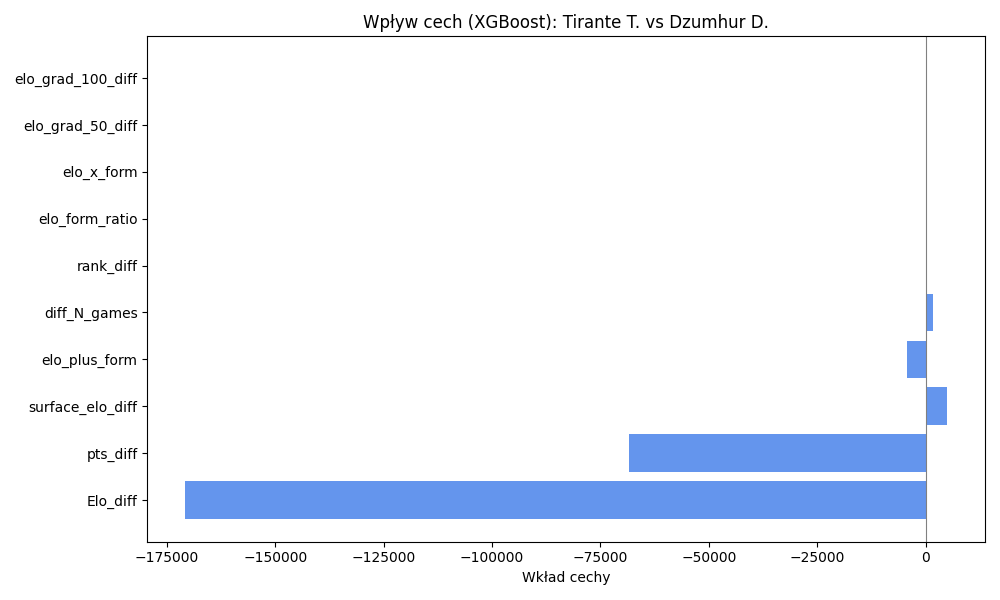 Wpływ cech (XGBoost): Tirante T. vs Dzumhur D.
elo_grad_100_diff
elo_grad_50_diff
elo_x_form
elo_form_ratio
rank_diff
diff_N_games
elo_plus_form
surface_elo_diff
pts_diff
Elo_diff
−175000 −150000 −125000 −100000 −75000 −50000 −25000 0
Wkład cechy